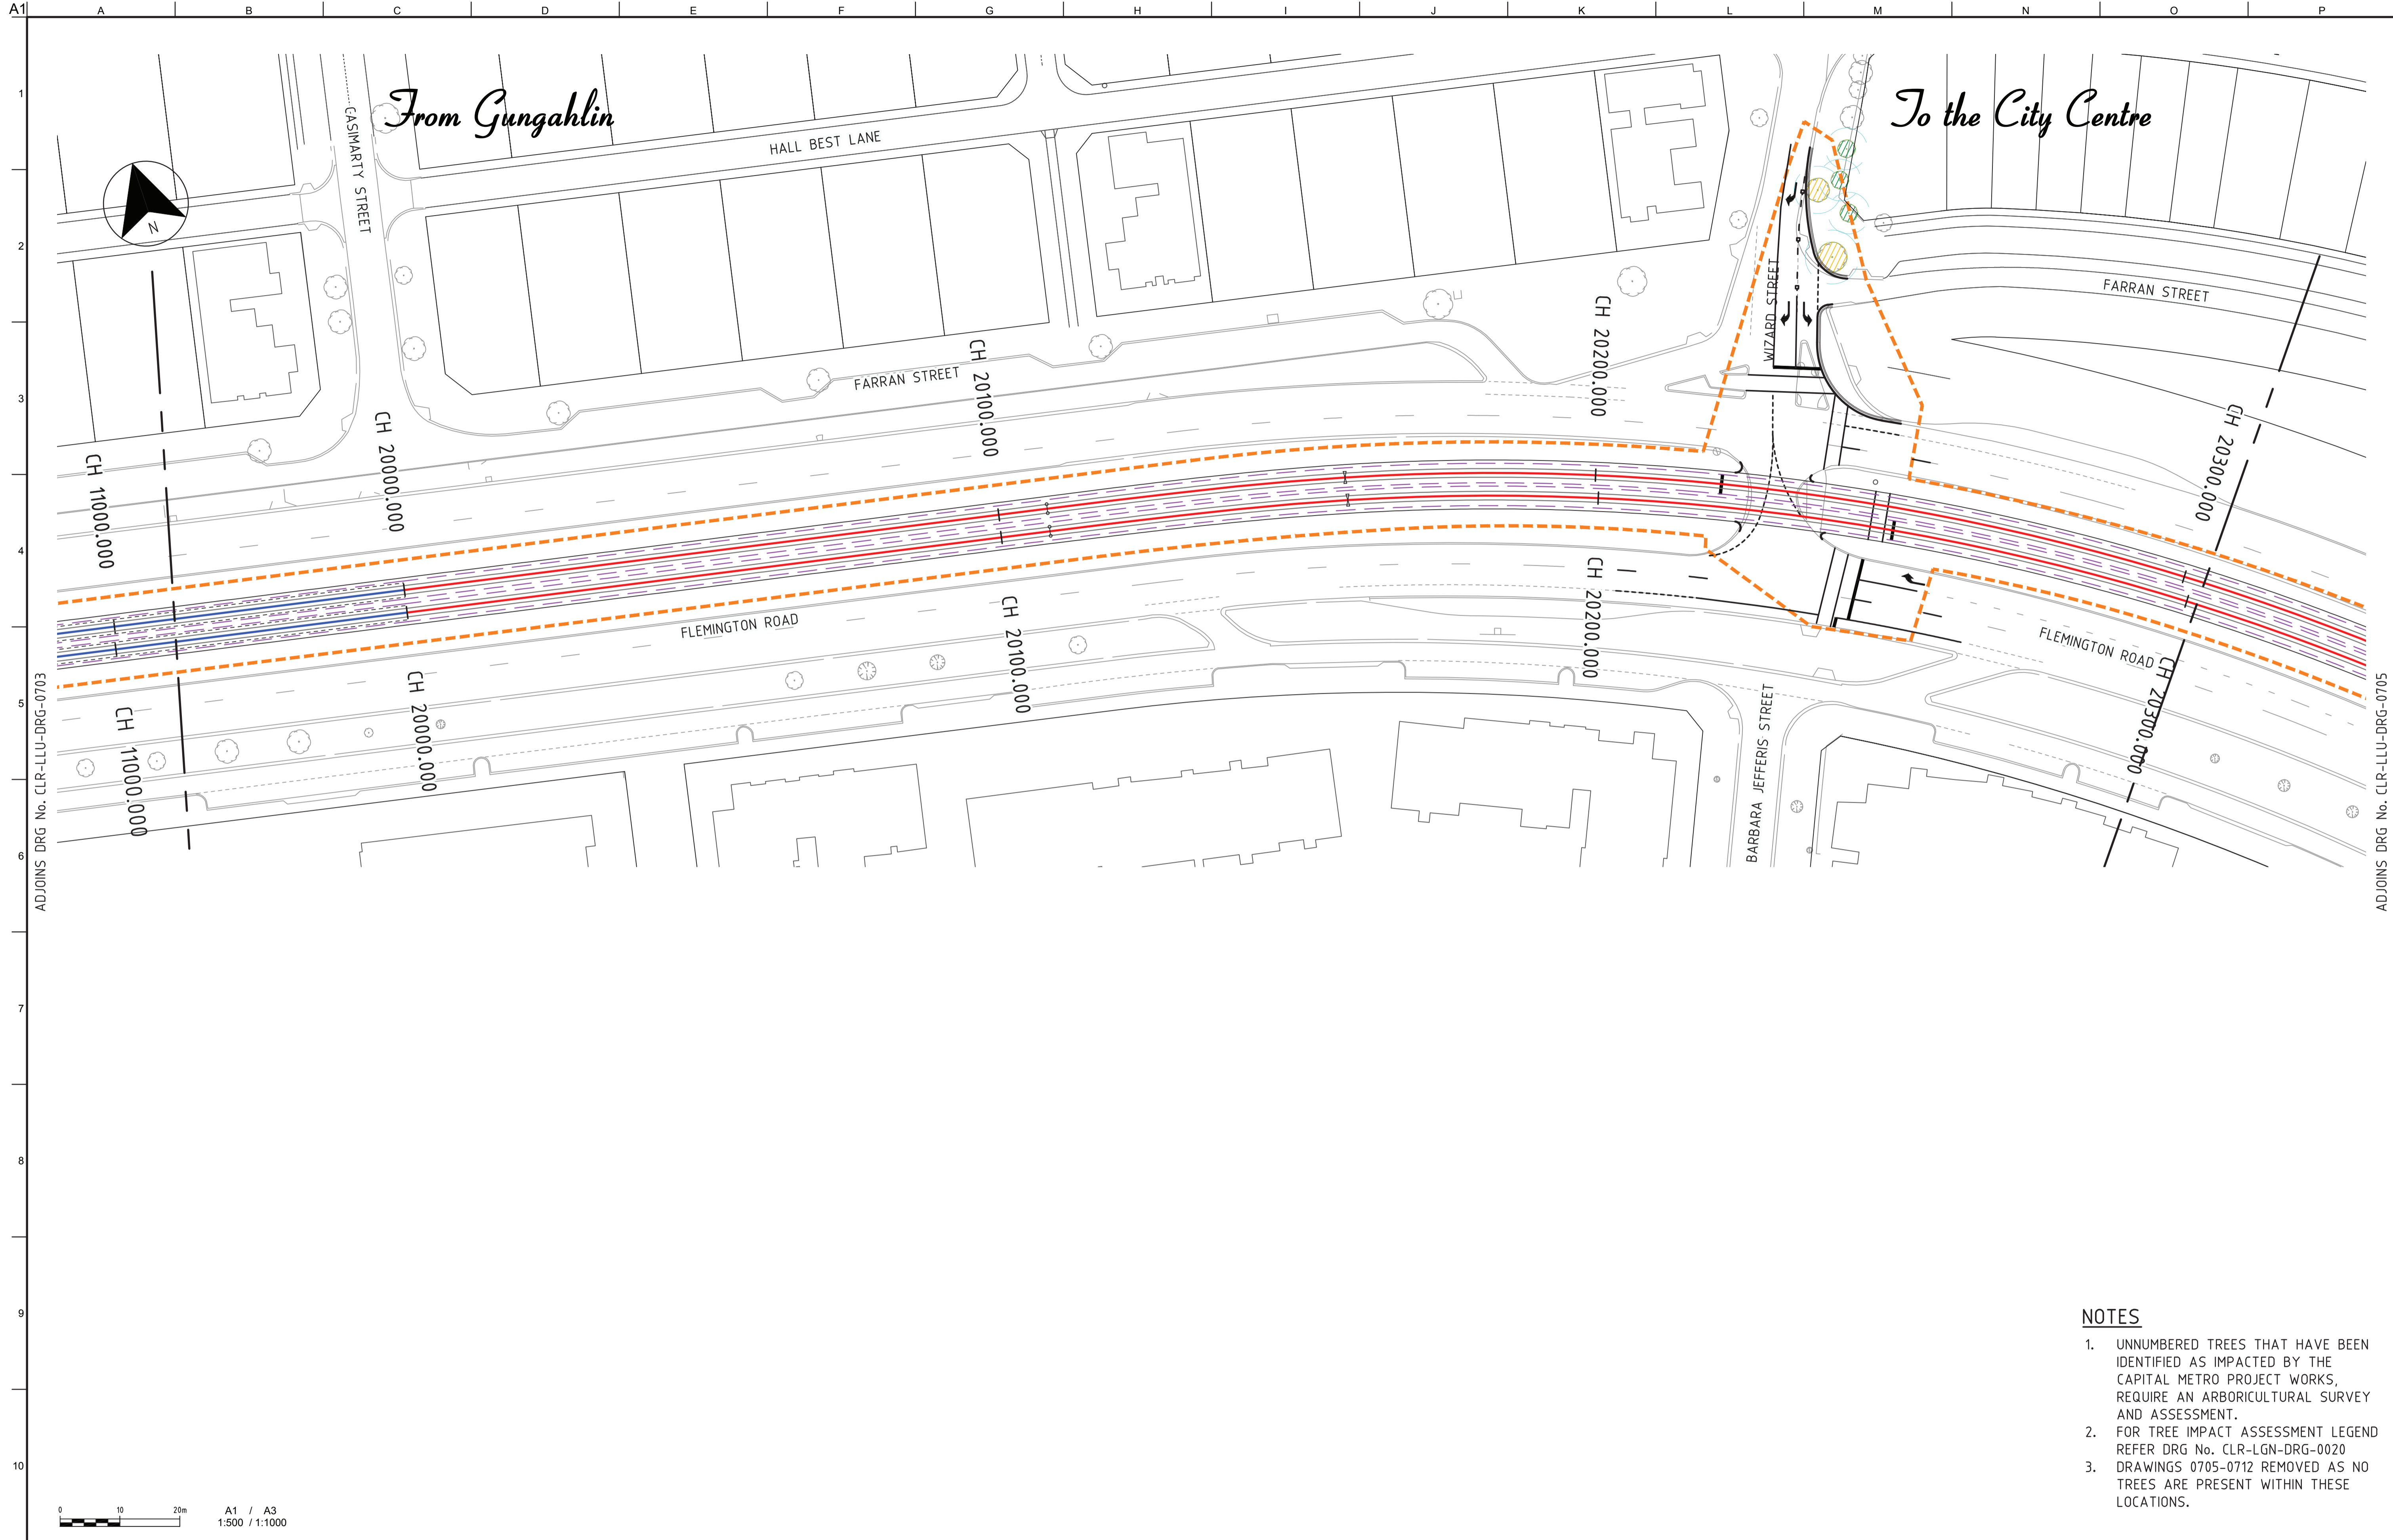 A1
A B C D E F G H I J K L M N O P
1
2
3
4
5
6
7
8
9
10
From Gungahlin
To the City Centre
N
CASIMARTY STREET
HALL BEST LANE
FARRAN STREET
WIZARD STREET
FARRAN STREET
CH 11000.000
CH 20000.000
CH 20100.000
CH 20200.000
CH 20300.000
FLEMINGTON ROAD
FLEMINGTON ROAD
CH 11000.000
CH 20000.000
CH 20100.000
CH 20200.000
CH 20300.000
BARBARA JEFFERIS STREET
ADJOINS DRG No. CLR-LLU-DRG-0703
ADJOINS DRG No. CLR-LLU-DRG-0705
NOTES
1. UNNUMBERED TREES THAT HAVE BEEN
IDENTIFIED AS IMPACTED BY THE
CAPITAL METRO PROJECT WORKS,
REQUIRE AN ARBORICULTURAL SURVEY
AND ASSESSMENT.
2. FOR TREE IMPACT ASSESSMENT LEGEND
REFER DRG No. CLR-LGN-DRG-0020
3. DRAWINGS 0705-0712 REMOVED AS NO
TREES ARE PRESENT WITHIN THESE
LOCATIONS.
0 10 20m
A1 / A3
1:500 / 1:1000